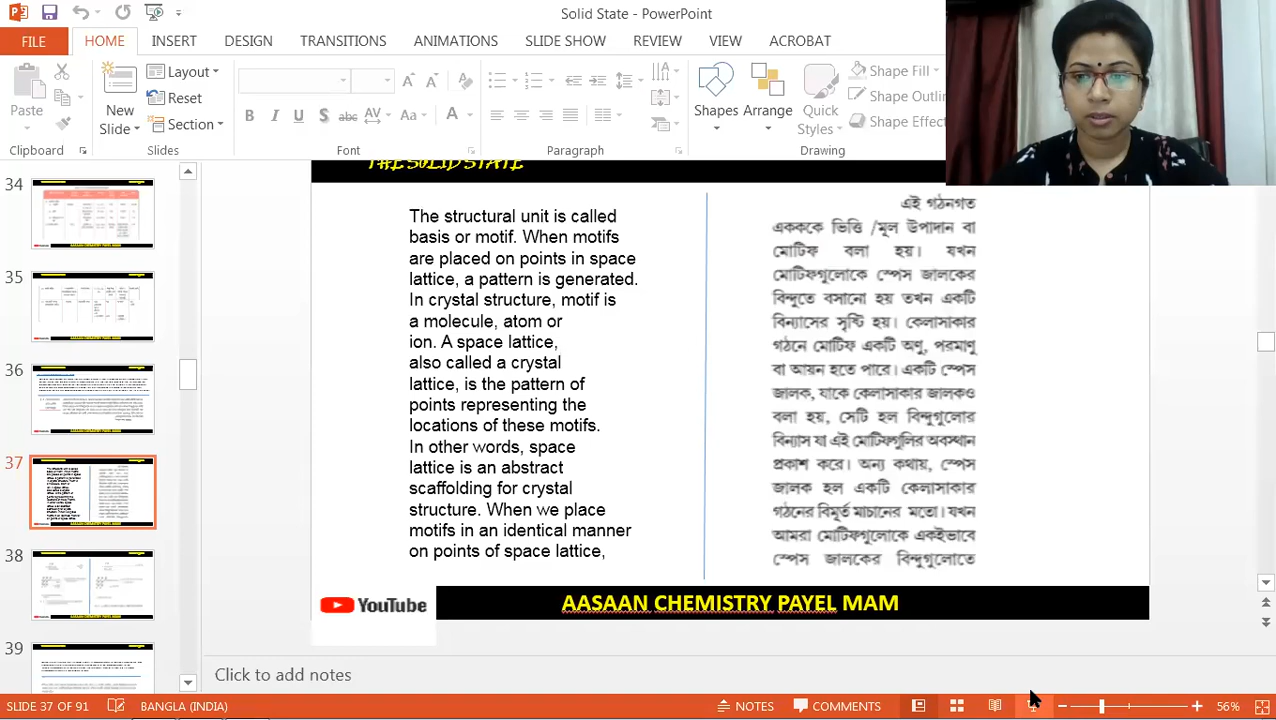 Solid State - PowerPoint
FILE HOME INSERT DESIGN TRANSITIONS ANIMATIONS SLIDE SHOW REVIEW VIEW ACROBAT
Paste
New
Slide
Layout
Reset
Section
Shapes
Arrange
Quick
Styles
Shape Fill
Shape Outlin
Shape Effect
Clipboard Slides Font Paragraph Drawing
34
35
36
37
38
39
THE SOLID STATE
The structural unit is called
basis or motif. When motifs
are placed on points in space
lattice, a pattern is generated.
In crystal structure, motif is
a molecule, atom or
ion. A space lattice,
also called a crystal
lattice, is the pattern of
points representing the
locations of these motifs.
In other words, space
lattice is an abstract
scaffolding for crystal
structure. When we place
motifs in an identical manner
on points of space lattice,
এই গঠনগত
একককে ভিত্তি /মূল উপাদান বা
মোটিফ বলা হয়। যখন
মোটিফগুলোকে স্পেস জালকের
বিন্দুতে বসানো হয় তখন একটি
বিন্যাসের সৃষ্টি হয়। কেলাসাকার
গঠনে মোটিফ একটি অণু, পরমাণু
বা আয়ন হতে পারে। একটি স্পেস
জালক, যাকে কেলাসাকার জালকও
বলে, সেটি হল বিন্দুগুলোর
বিন্যাস যা এই মোটিফগুলির অবস্থান
অন্য কথায়, স্পেস
জালক হল একটি কেলাসাকার
গঠনের বিমূর্ত মাচানের মতো। যখন
আমরা মোটিফগুলোকে একইভাবে
স্পেস জালকের বিন্দুগুলোতে
YouTube
AASAAN CHEMISTRY PAYEL MAM
Click to add notes
SLIDE 37 OF 91 BANGLA (INDIA) NOTES COMMENTS 56%